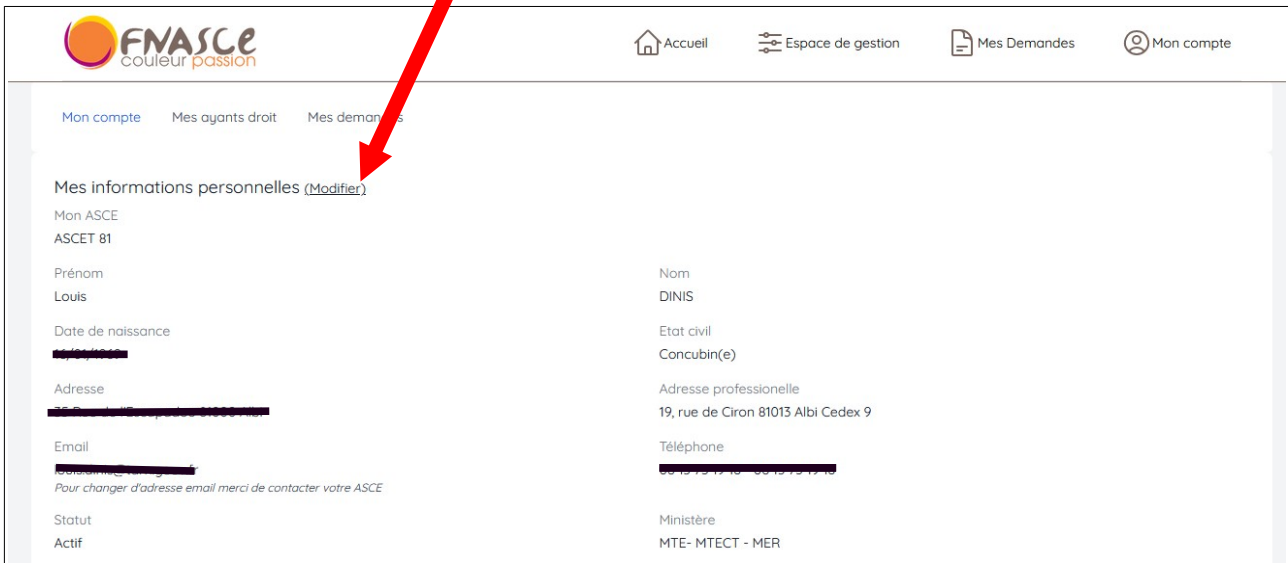 FNASCE
couleur passion
Accueil
Espace de gestion
Mes Demandes
Mon compte
Mon compte
Mes ayants droit
Mes
Mes informations personnelles (Modifier)
Mon ASCE
ASCET 81
Prénom
Nom
Louis
DINIS
Date de naissance
Etat civil
Concubin(e)
Adresse
Adresse professionelle
19, rue de Ciron 81013 Albi Cedex 9
Email
Téléphone
Pour changer d'adresse email merci de contacter votre ASCE
Statut
Ministère
Actif
MTE- MTECT - MER